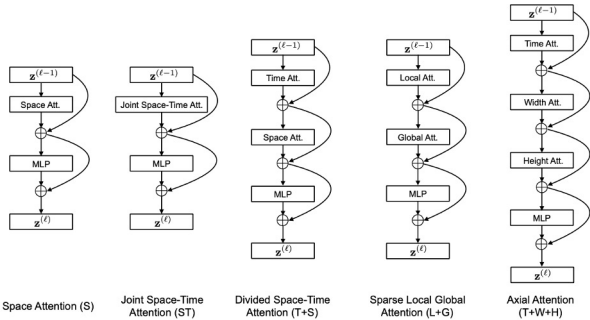 z^(ℓ−1)
Space Att.
MLP
z^(ℓ)
Space Attention (S)
z^(ℓ−1)
Joint Space-Time Att.
MLP
z^(ℓ)
Joint Space-Time
Attention (ST)
z^(ℓ−1)
Time Att.
Space Att.
MLP
z^(ℓ)
Divided Space-Time
Attention (T+S)
z^(ℓ−1)
Local Att.
Global Att.
MLP
z^(ℓ)
Sparse Local Global
Attention (L+G)
z^(ℓ−1)
Time Att.
Width Att.
Height Att.
MLP
z^(ℓ)
Axial Attention
(T+W+H)